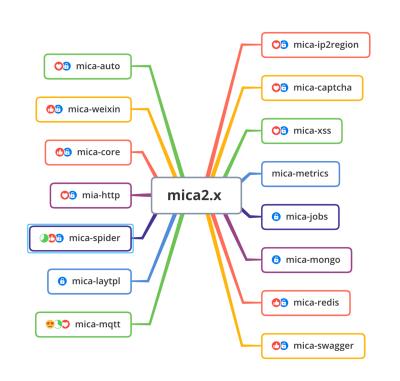 mica-auto
mica-weixin
mica-core
mia-http
mica-spider
mica-laytpl
mica-mqtt
mica2.x
mica-ip2region
mica-captcha
mica-xss
mica-metrics
mica-jobs
mica-mongo
mica-redis
mica-swagger